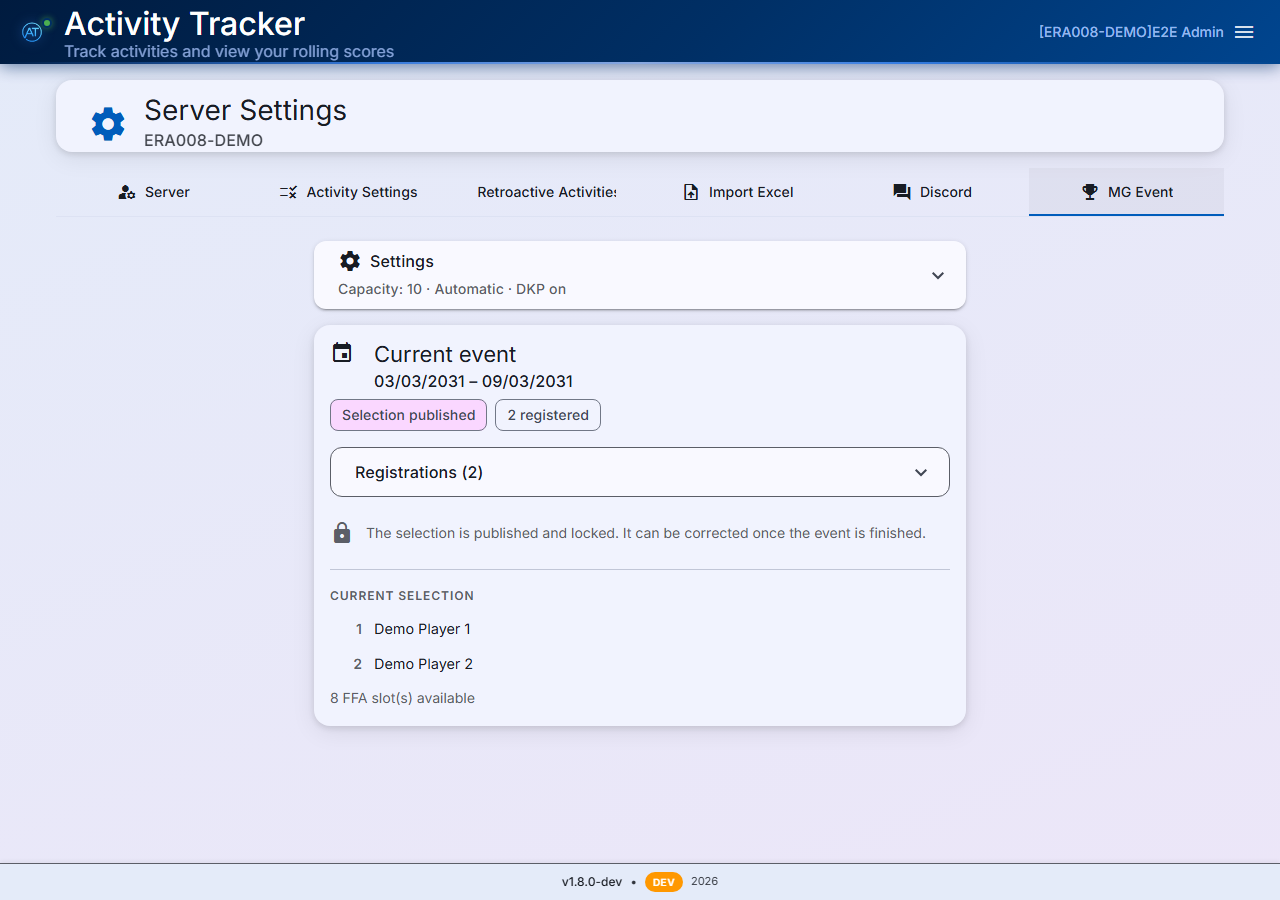 AT
Activity Tracker
Track activities and view your rolling scores
[ERA008-DEMO]E2E Admin
Server Settings
ERA008-DEMO
Server
Activity Settings
Retroactive Activities
Import Excel
Discord
MG Event
Settings
Capacity: 10 · Automatic · DKP on
Current event
03/03/2031 – 09/03/2031
Selection published
2 registered
Registrations (2)
The selection is published and locked. It can be corrected once the event is finished.
CURRENT SELECTION
1 Demo Player 1
2 Demo Player 2
8 FFA slot(s) available
v1.8.0-dev • DEV 2026